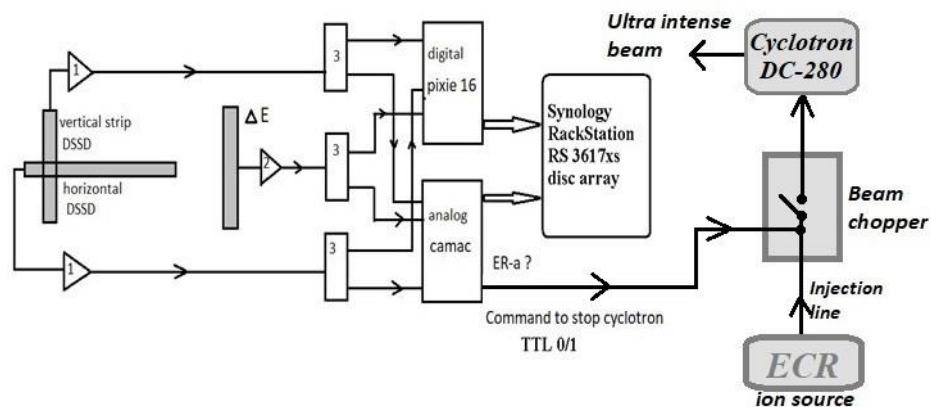 1
vertical strip
DSSD
horizontal
DSSD
1
Δ E
2
3
3
3
digital
pixie 16
analog
camac
Synology
RackStation
RS 3617xs
disc array
ER-a ?
Command to stop cyclotron
TTL 0/1
Ultra intense
beam
Cyclotron
DC-280
Beam
chopper
Injection
line
ECR
ion source